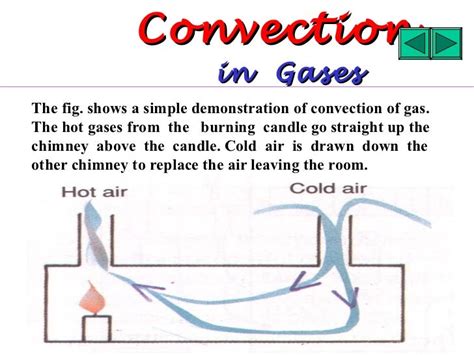 Convection
in Gases
The fig. shows a simple demonstration of convection of gas.
The hot gases from the burning candle go straight up the
chimney above the candle. Cold air is drawn down the
other chimney to replace the air leaving the room.
Hot air
Cold air